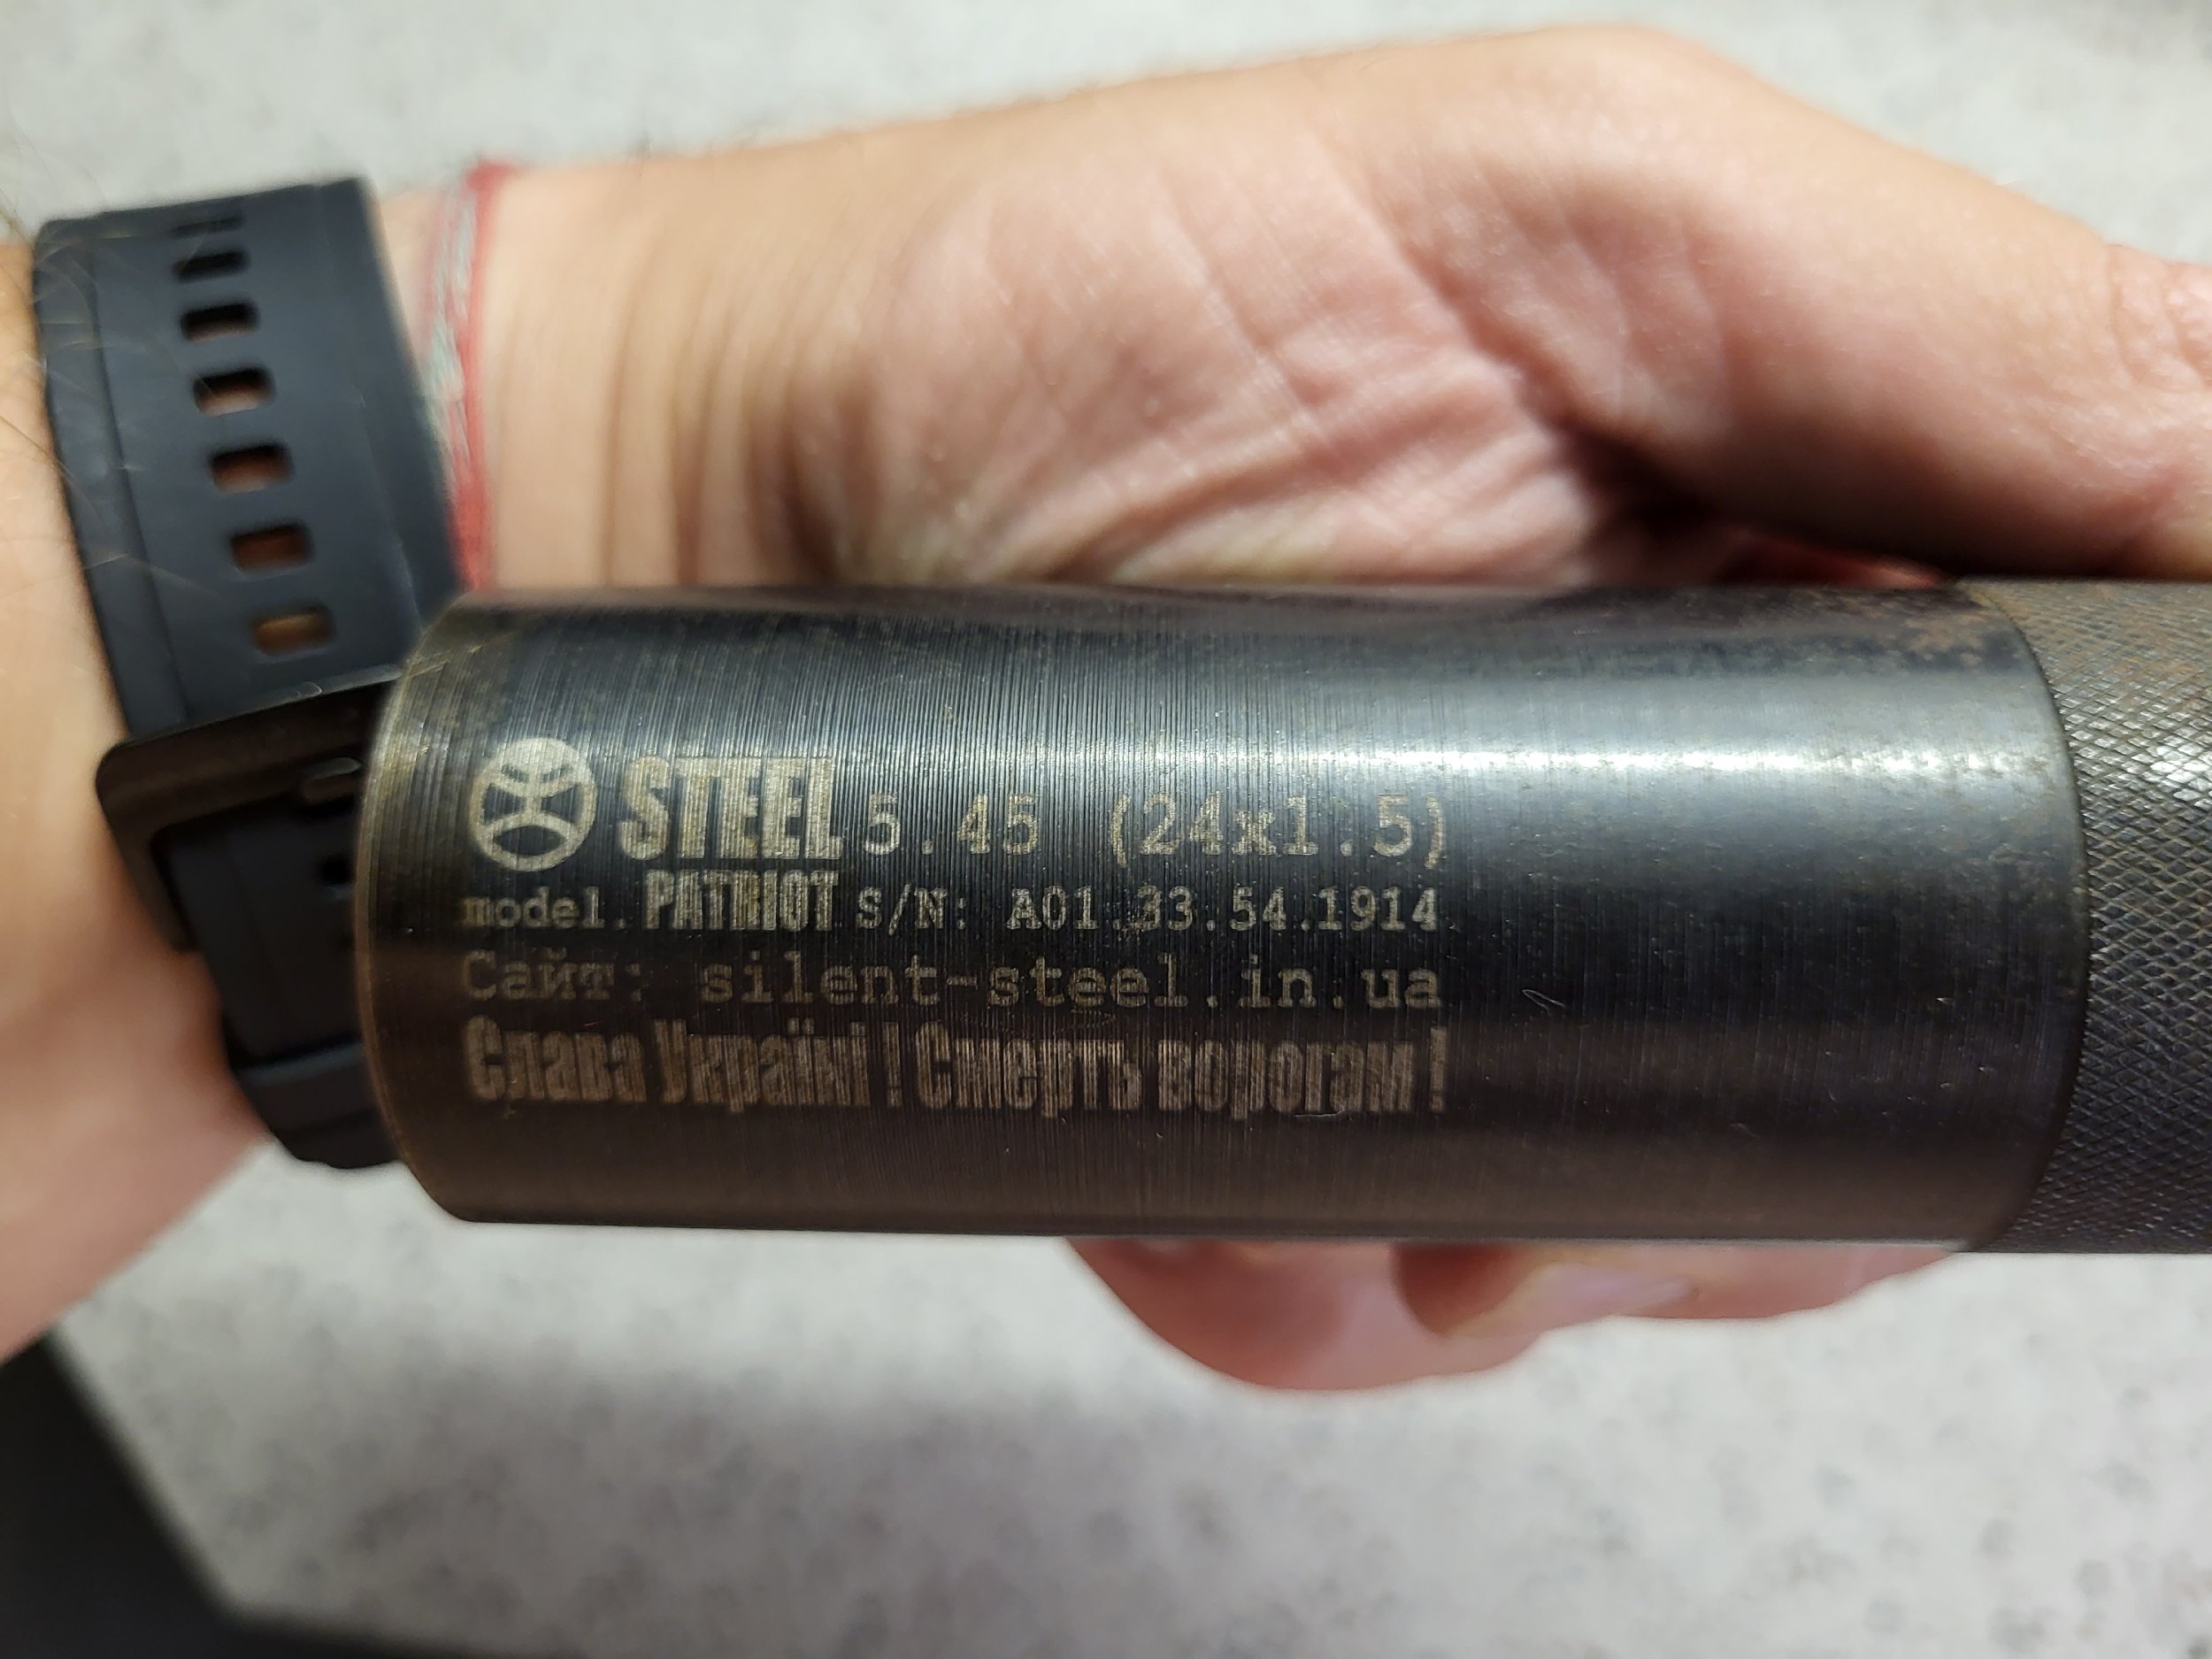 STEEL 5.45 (24x1.5)
model. PATRIOT S/N: A01.33.54.1914
Сайт: silent-steel.in.ua
Слава Україні! Смерть ворогам!